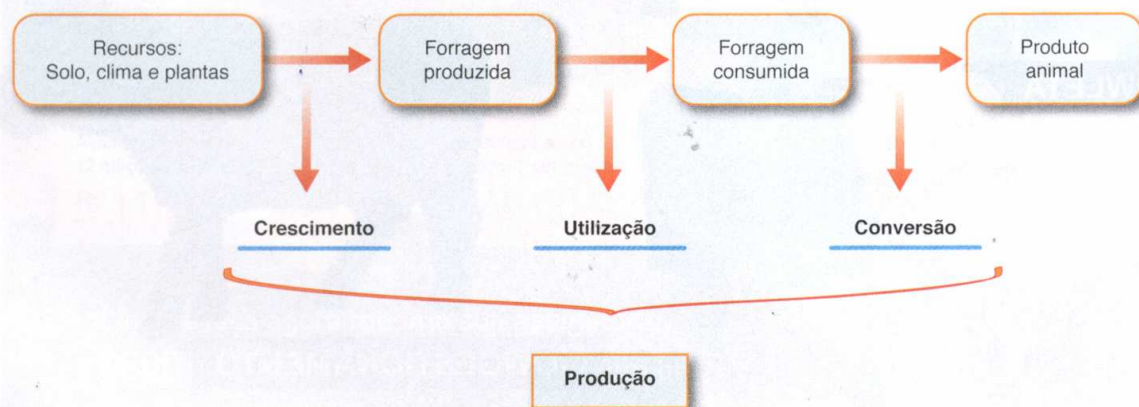 Recursos:
Solo, clima e plantas
Forragem
produzida
Forragem
consumida
Produto
animal
Crescimento
Utilização
Conversão
Produção